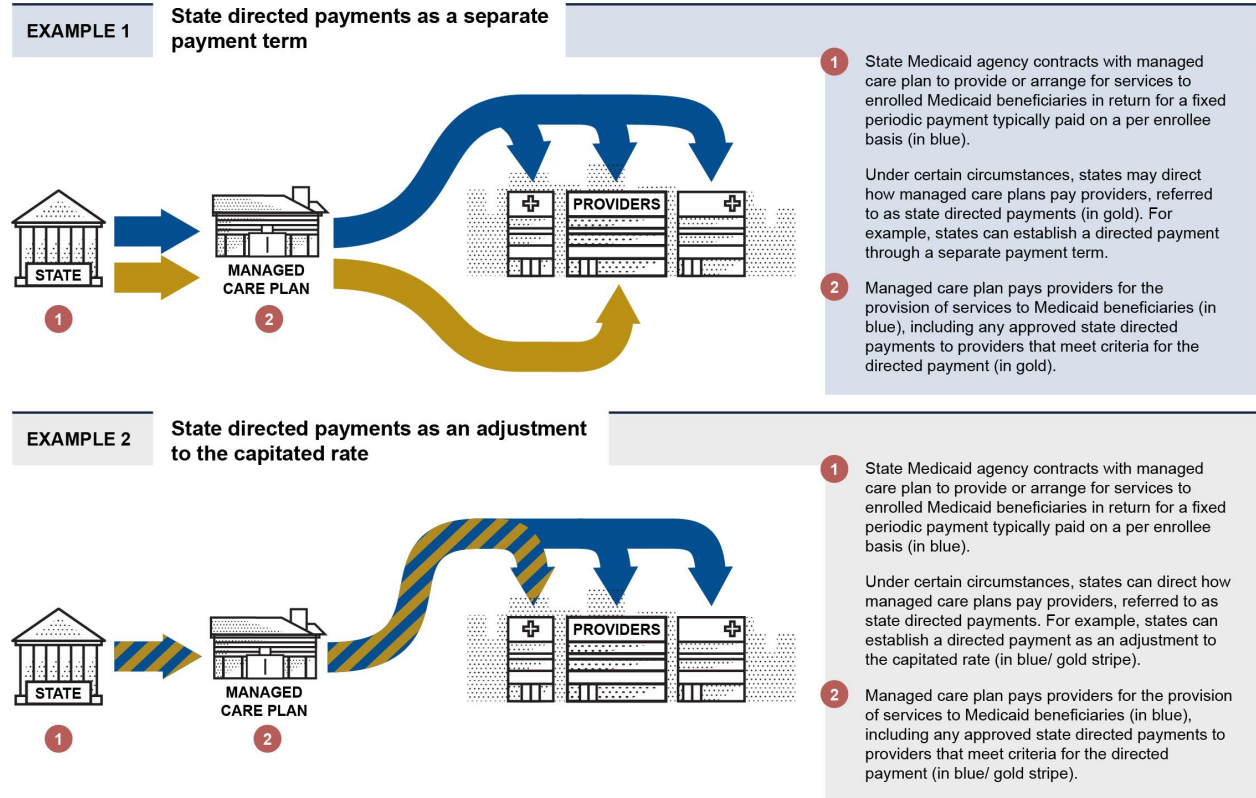 EXAMPLE 1
State directed payments as a separate
payment term
STATE
1
MANAGED
CARE PLAN
2
PROVIDERS
1
State Medicaid agency contracts with managed
care plan to provide or arrange for services to
enrolled Medicaid beneficiaries in return for a fixed
periodic payment typically paid on a per enrollee
basis (in blue).
Under certain circumstances, states may direct
how managed care plans pay providers, referred
to as state directed payments (in gold). For
example, states can establish a directed payment
through a separate payment term.
2
Managed care plan pays providers for the
provision of services to Medicaid beneficiaries (in
blue), including any approved state directed
payments to providers that meet criteria for the
directed payment (in gold).
EXAMPLE 2
State directed payments as an adjustment
to the capitated rate
STATE
1
MANAGED
CARE PLAN
2
PROVIDERS
1
State Medicaid agency contracts with managed
care plan to provide or arrange for services to
enrolled Medicaid beneficiaries in return for a fixed
periodic payment typically paid on a per enrollee
basis (in blue).
Under certain circumstances, states can direct how
managed care plans pay providers, referred to as
state directed payments. For example, states can
establish a directed payment as an adjustment to
the capitated rate (in blue/ gold stripe).
2
Managed care plan pays providers for the provision
of services to Medicaid beneficiaries (in blue),
including any approved state directed payments to
providers that meet criteria for the directed
payment (in blue/ gold stripe).